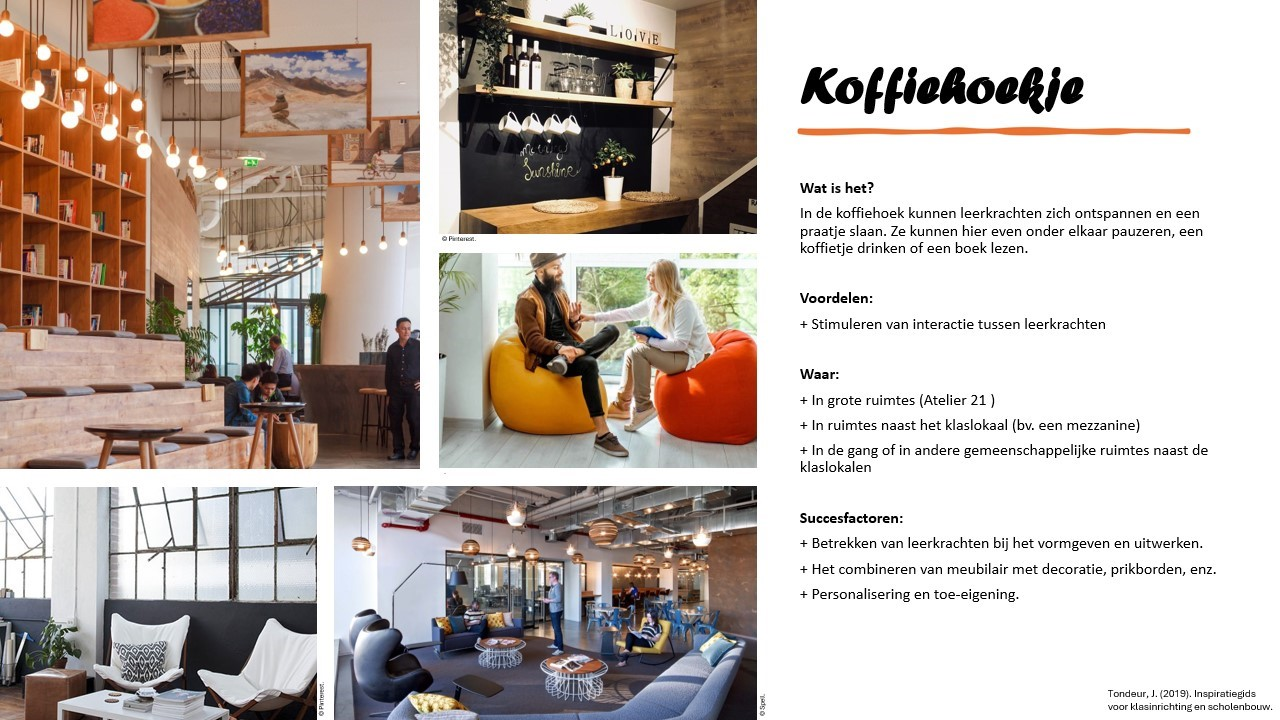 LOVE
Sunshine
© Pinterest.
© Pinterest.
© Spell.
Koffiehoekje
Wat is het?
In de koffiehoek kunnen leerkrachten zich ontspannen en een
praatje slaan. Ze kunnen hier even onder elkaar pauzeren, een
koffietje drinken of een boek lezen.
Voordelen:
+ Stimuleren van interactie tussen leerkrachten
Waar:
+ In grote ruimtes (Atelier 21 )
+ In ruimtes naast het klaslokaal (bv. een mezzanine)
+ In de gang of in andere gemeenschappelijke ruimtes naast de
klaslokalen
Succesfactoren:
+ Betrekken van leerkrachten bij het vormgeven en uitwerken.
+ Het combineren van meubilair met decoratie, prikborden, enz.
+ Personalisering en toe-eigening.
Tondeur, J. (2019). Inspiratiegids
voor klasinrichting en scholenbouw.